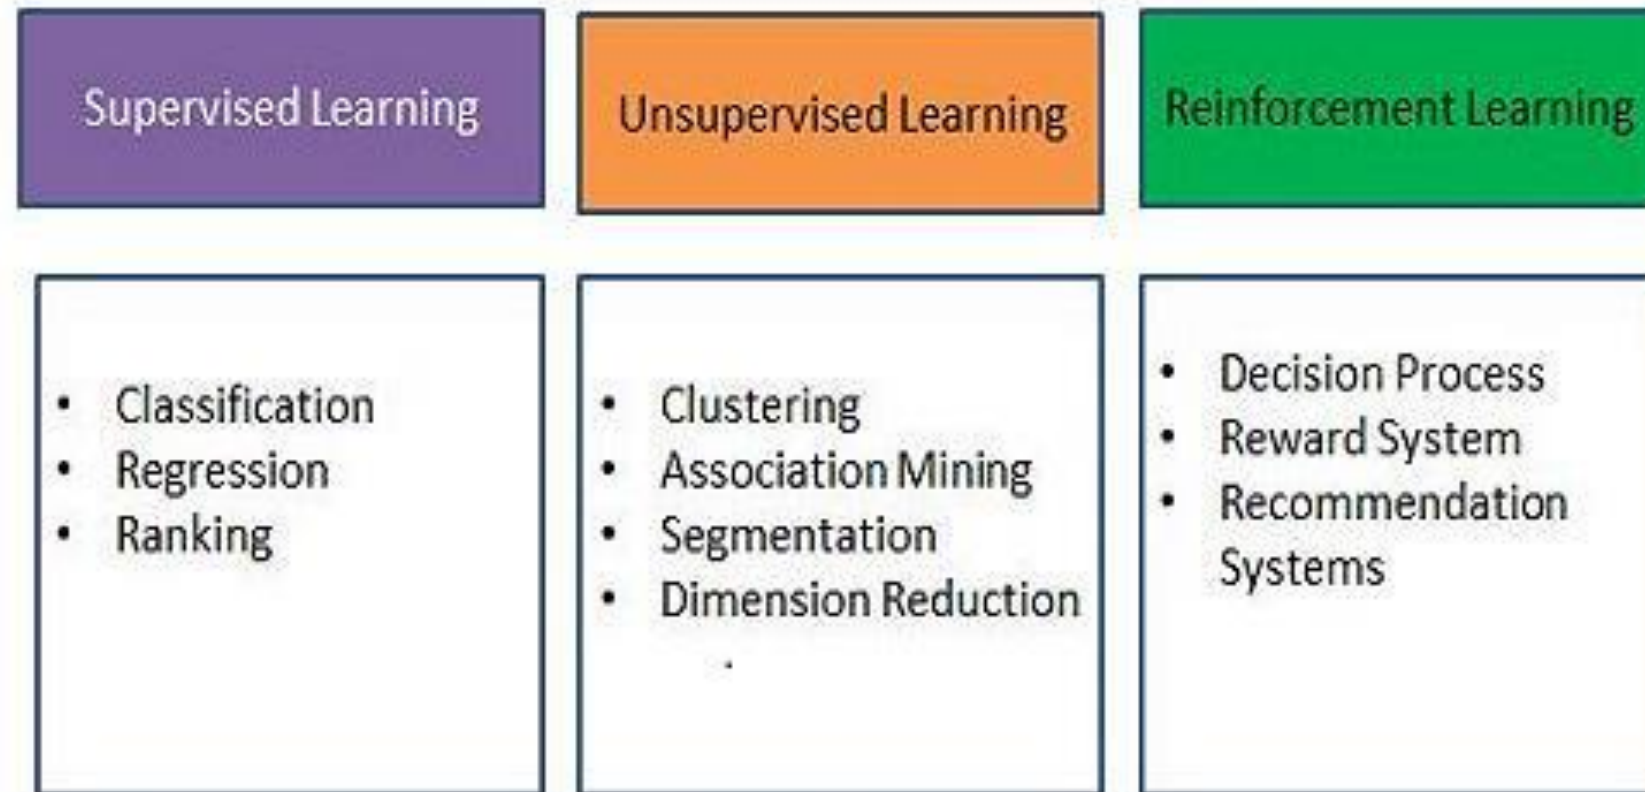 Supervised Learning
Unsupervised Learning
Reinforcement Learning
• Classification
• Regression
• Ranking
• Clustering
• Association Mining
• Segmentation
• Dimension Reduction
.
• Decision Process
• Reward System
• Recommendation
Systems